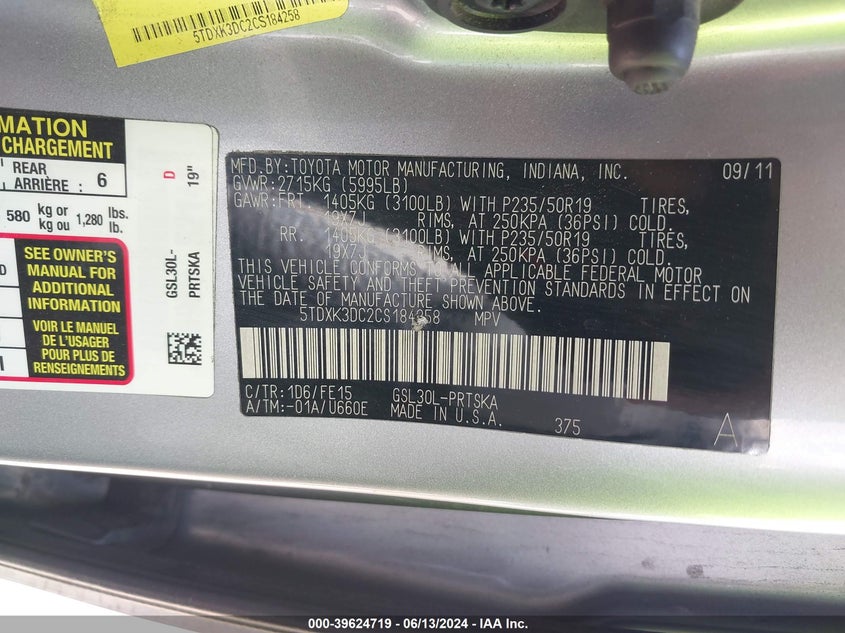 5TDXK3DC2CS184258
MATION
CHARGEMENT
REAR
ARRIÈRE : 6
580 kg or kg ou 1,280 lbs. lb.
SEE OWNER'S
MANUAL FOR
ADDITIONAL
INFORMATION
VOIR LE MANUEL
DE L'USAGER
POUR PLUS DE
RENSEIGNEMENTS
D
19"
GSL30L-
PRTSKA
MFD.BY:TOYOTA MOTOR MANUFACTURING, INDIANA, INC. 09/11
GVWR:2715KG (5995LB)
GAWR:FRT. 1405KG (3100LB) WITH P235/50R19 TIRES,
19X7J RIMS, AT 250KPA (36PSI) COLD.
RR. 1405KG (3100LB) WITH P235/50R19 TIRES,
19X7J RIMS, AT 250KPA (36PSI) COLD.
THIS VEHICLE CONFORMS TO ALL APPLICABLE FEDERAL MOTOR
VEHICLE SAFETY AND THEFT PREVENTION STANDARDS IN EFFECT ON
THE DATE OF MANUFACTURE SHOWN ABOVE.
5TDXK3DC2CS184258 MPV
C/TR:1D6/FE15 GSL30L-PRTSKA
A/TM:-01A/U660E MADE IN U.S.A. 375 A
000-39624719 - 06/13/2024 - IAA Inc.